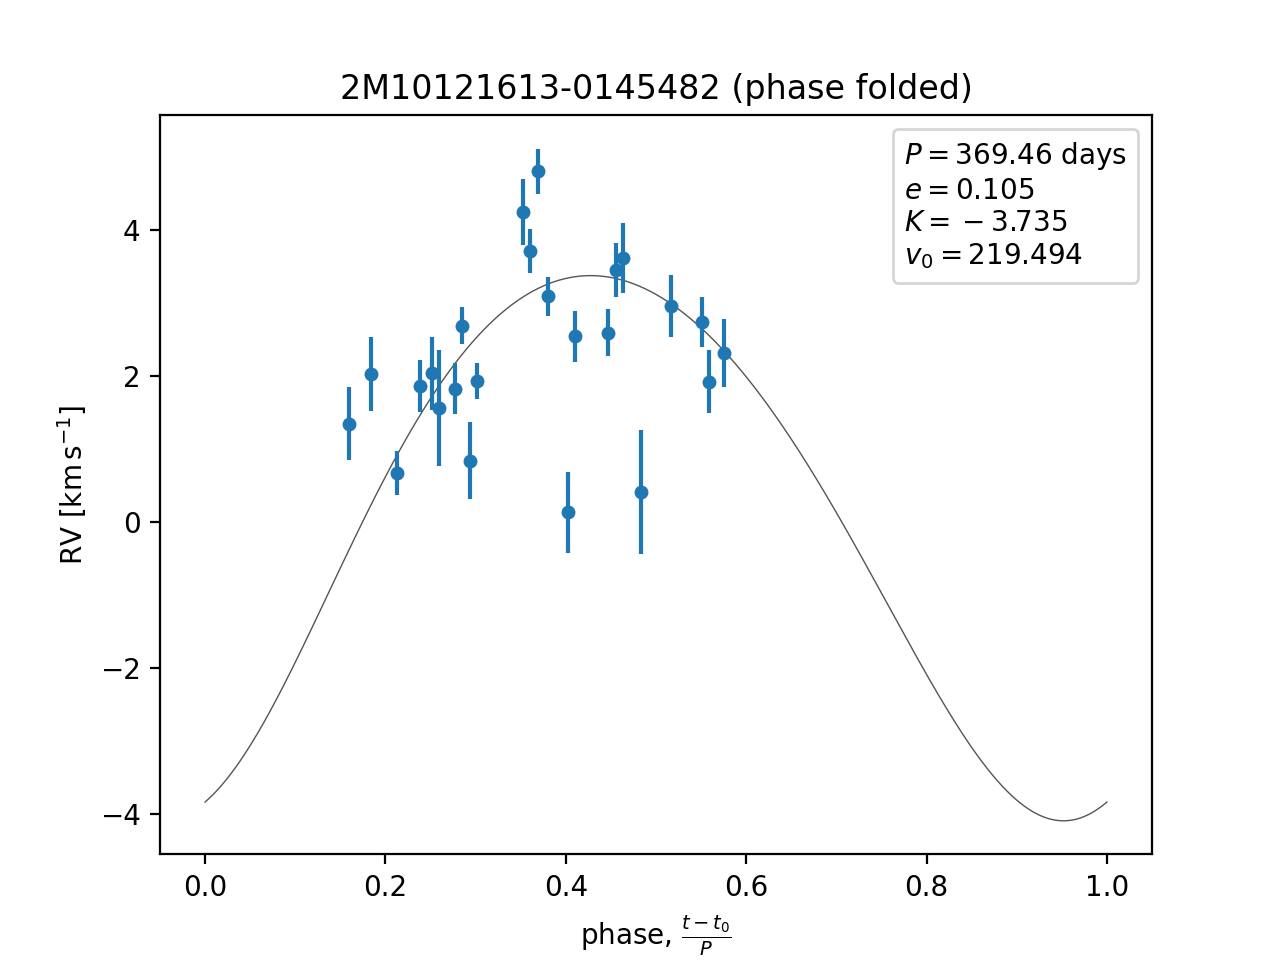 2M10121613-0145482 (phase folded)
P = 369.46 days
e = 0.105
K = −3.735
v₀ = 219.494
RV [km s⁻¹]
4
2
0
−2
−4
0.0 0.2 0.4 0.6 0.8 1.0
phase, (t − t₀)/P